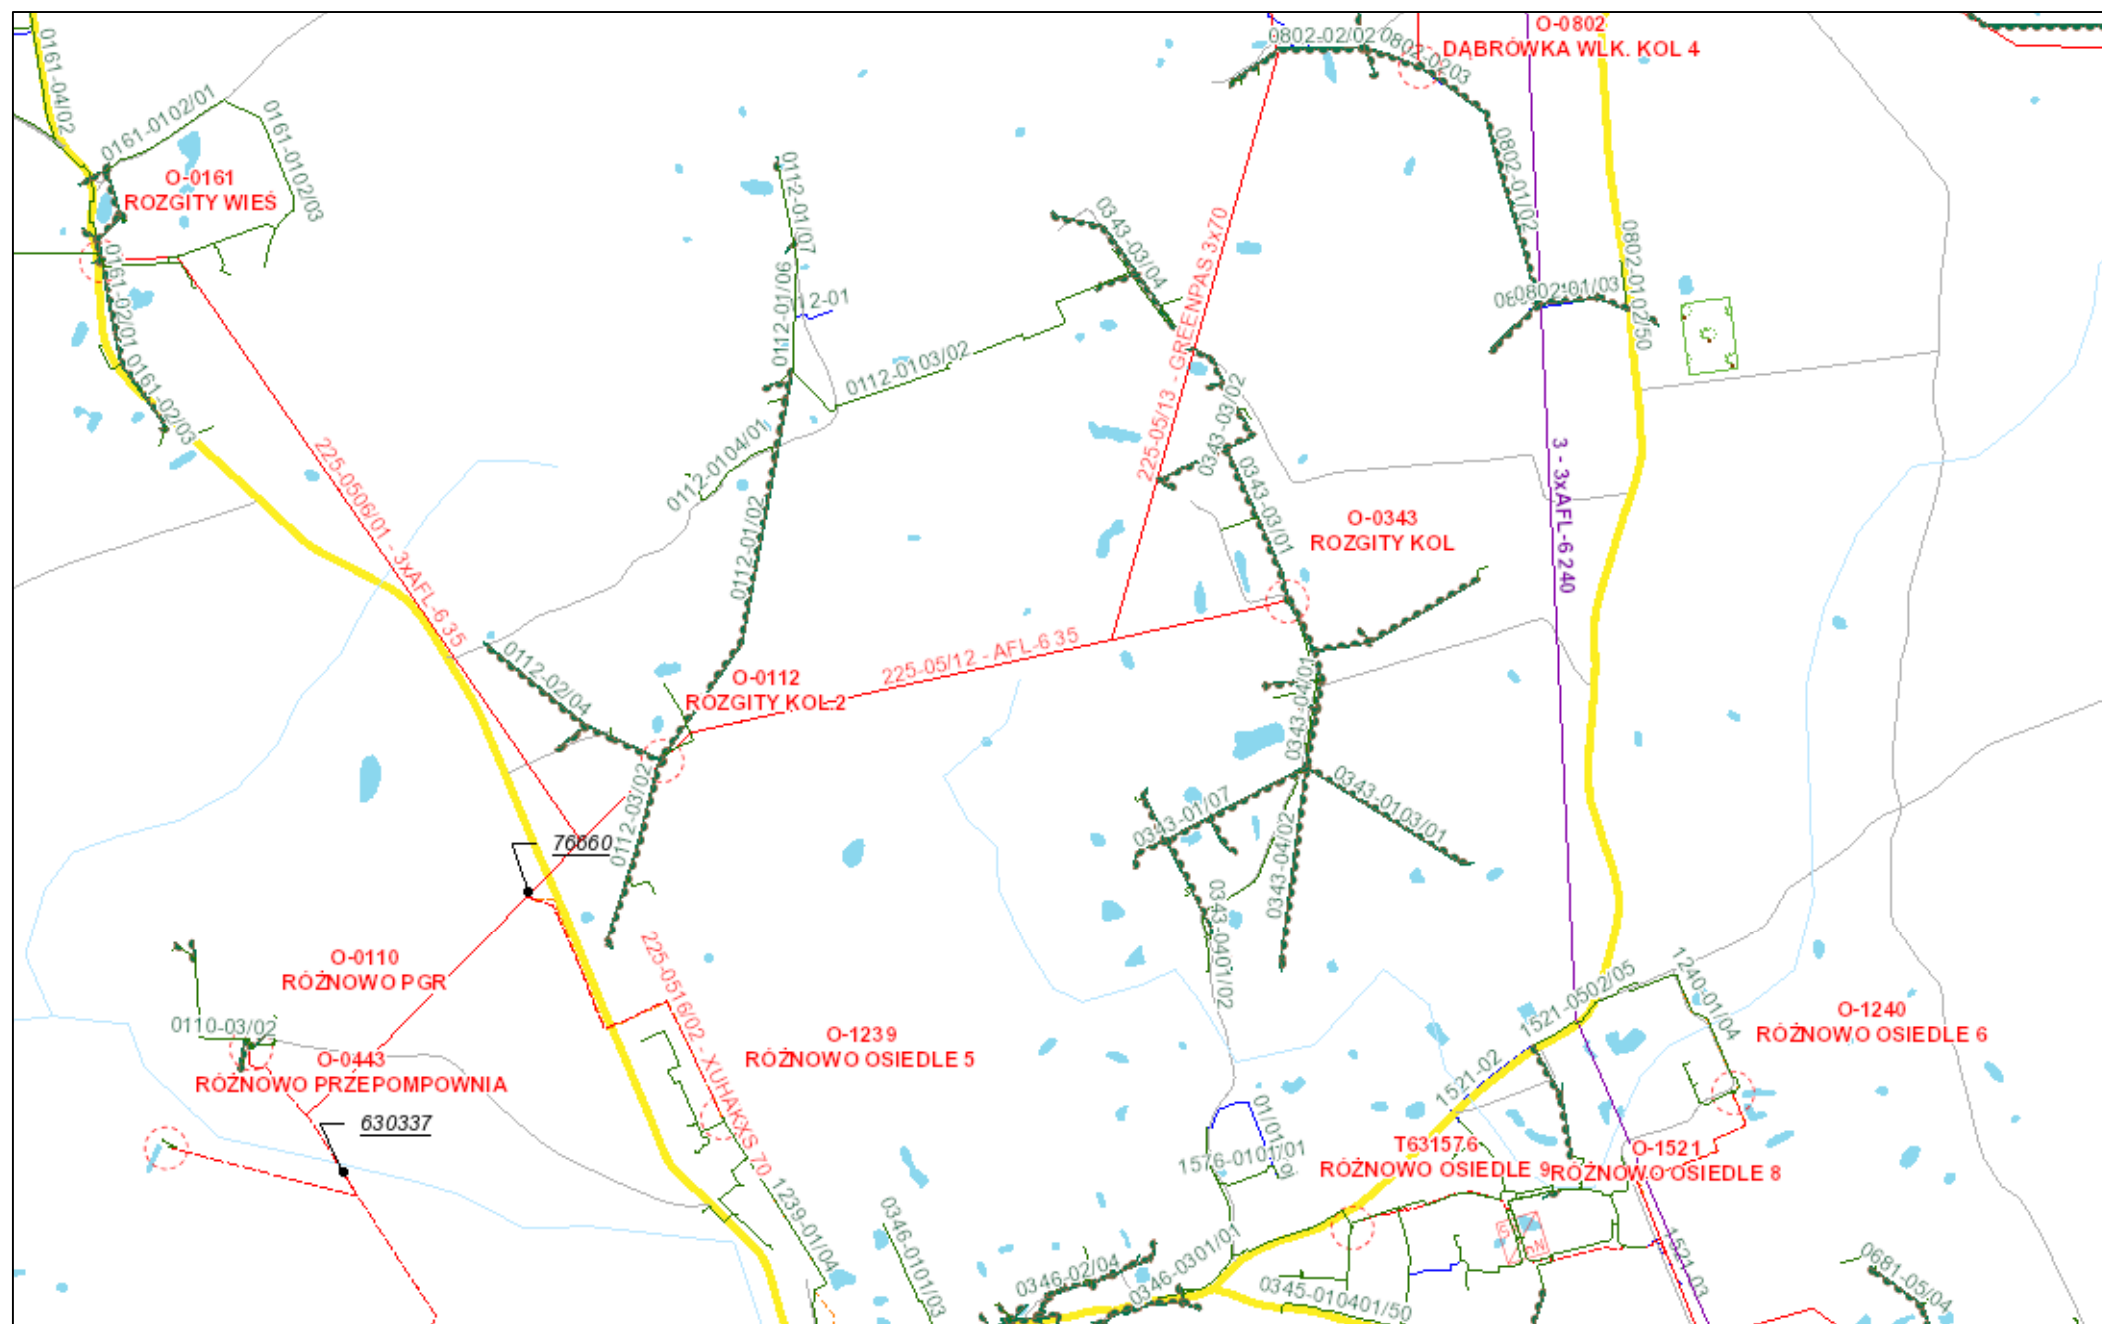 O-0802
DĄBRÓWKA WLK. KOL 4
0802-02/02
0802-0203
0161-04/02
0161-0102/01
0161-0102/03
O-0161
ROZGITY WIEŚ
0112-01/07
0343-03/04
0802-01/02
0802-0102/50
0161-02/01
0112-01/06
12-01
225-05/13 - GREENPAS 3x70
0802-01/03
0161-02/03
0112-0103/02
0343-03/02
225-0506/01 - 3xAFL-6 35
0112-0104/01
0343-03/01
3 - 3xAFL-6 240
0112-01/02
O-0343
ROZGITY KOL
0112-02/04
225-05/12 - AFL-6 35
O-0112
ROZGITY KOL.2
0343-04/01
0112-03/02
0343-01/07
0343-0103/01
76660
0343-04/02
0343-0401/02
225-0516/02 - XUHAKXS 70
O-0110
RÓŻNOWO PGR
0110-03/02
O-0443
RÓŻNOWO PRZEPOMPOWNIA
O-1239
RÓŻNOWO OSIEDLE 5
1521-0502/05
1240-01/04
O-1240
RÓŻNOWO OSIEDLE 6
1521-02
630337
01/01
1576-0101/01
T631576
RÓŻNOWO OSIEDLE 9
O-1521
RÓŻNOWO OSIEDLE 8
1239-01/04
0346-0101/03
0346-02/04
0346-0301/01
0345-010401/50
1521-03
0681-05/04